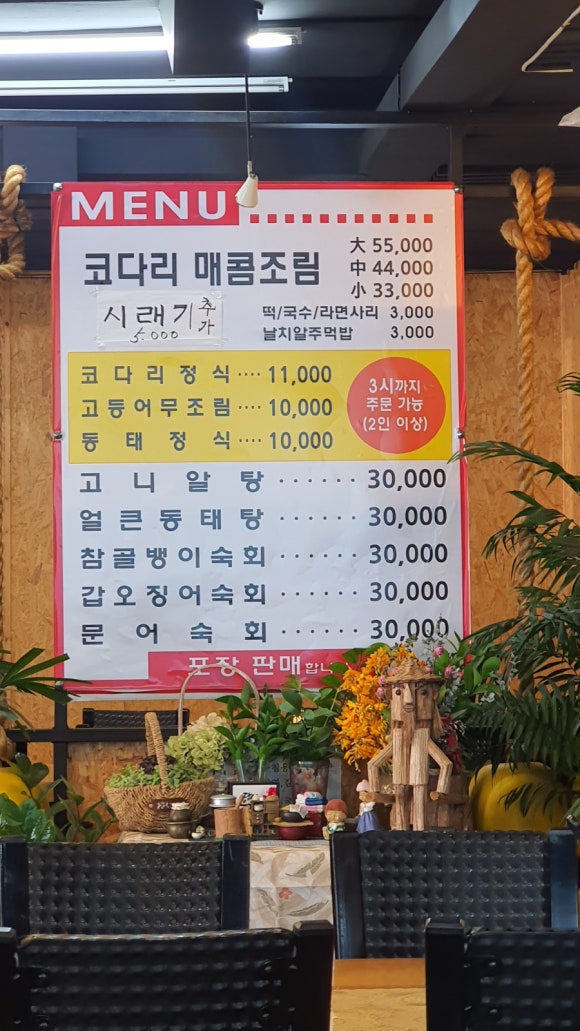 MENU
코다리 매콤조림
大 55,000
中 44,000
小 33,000
시래기 추가
5.000
떡/국수/라면사리 3,000
날치알주먹밥 3,000
코다리정식 ···· 11,000
고등어무조림 ···· 10,000
동태정식 ···· 10,000
3시까지
주문 가능
(2인 이상)
고니알탕 ······ 30,000
얼큰동태탕 ······ 30,000
참골뱅이숙회 ······ 30,000
갑오징어숙회 ······ 30,000
문어숙회 ······ 30,000
포장 판매합니